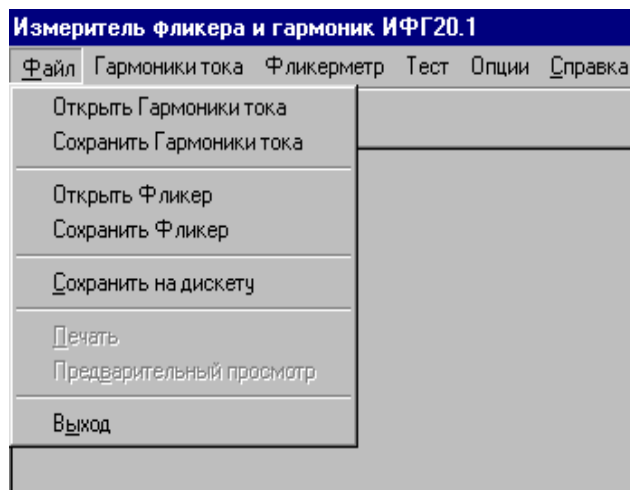 Измеритель фликера и гармоник ИФГ20.1
Файл Гармоники тока Фликерметр Тест Опции Справка
Открыть Гармоники тока
Сохранить Гармоники тока
Открыть Фликер
Сохранить Фликер
Сохранить на дискету
Печать
Предварительный просмотр
Выход